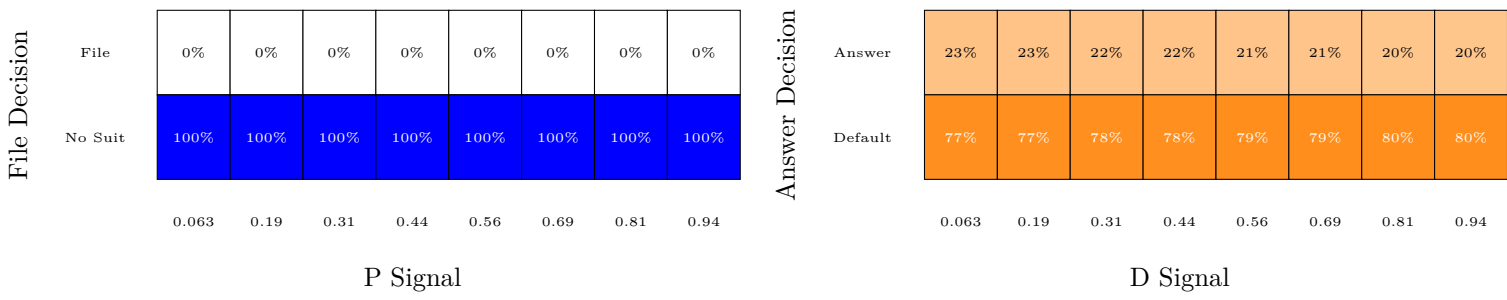 File Decision
File 0% 0% 0% 0% 0% 0% 0% 0%
No Suit 100% 100% 100% 100% 100% 100% 100% 100%
0.063 0.19 0.31 0.44 0.56 0.69 0.81 0.94
P Signal
Answer Decision
Answer 23% 23% 22% 22% 21% 21% 20% 20%
Default 77% 77% 78% 78% 79% 79% 80% 80%
0.063 0.19 0.31 0.44 0.56 0.69 0.81 0.94
D Signal